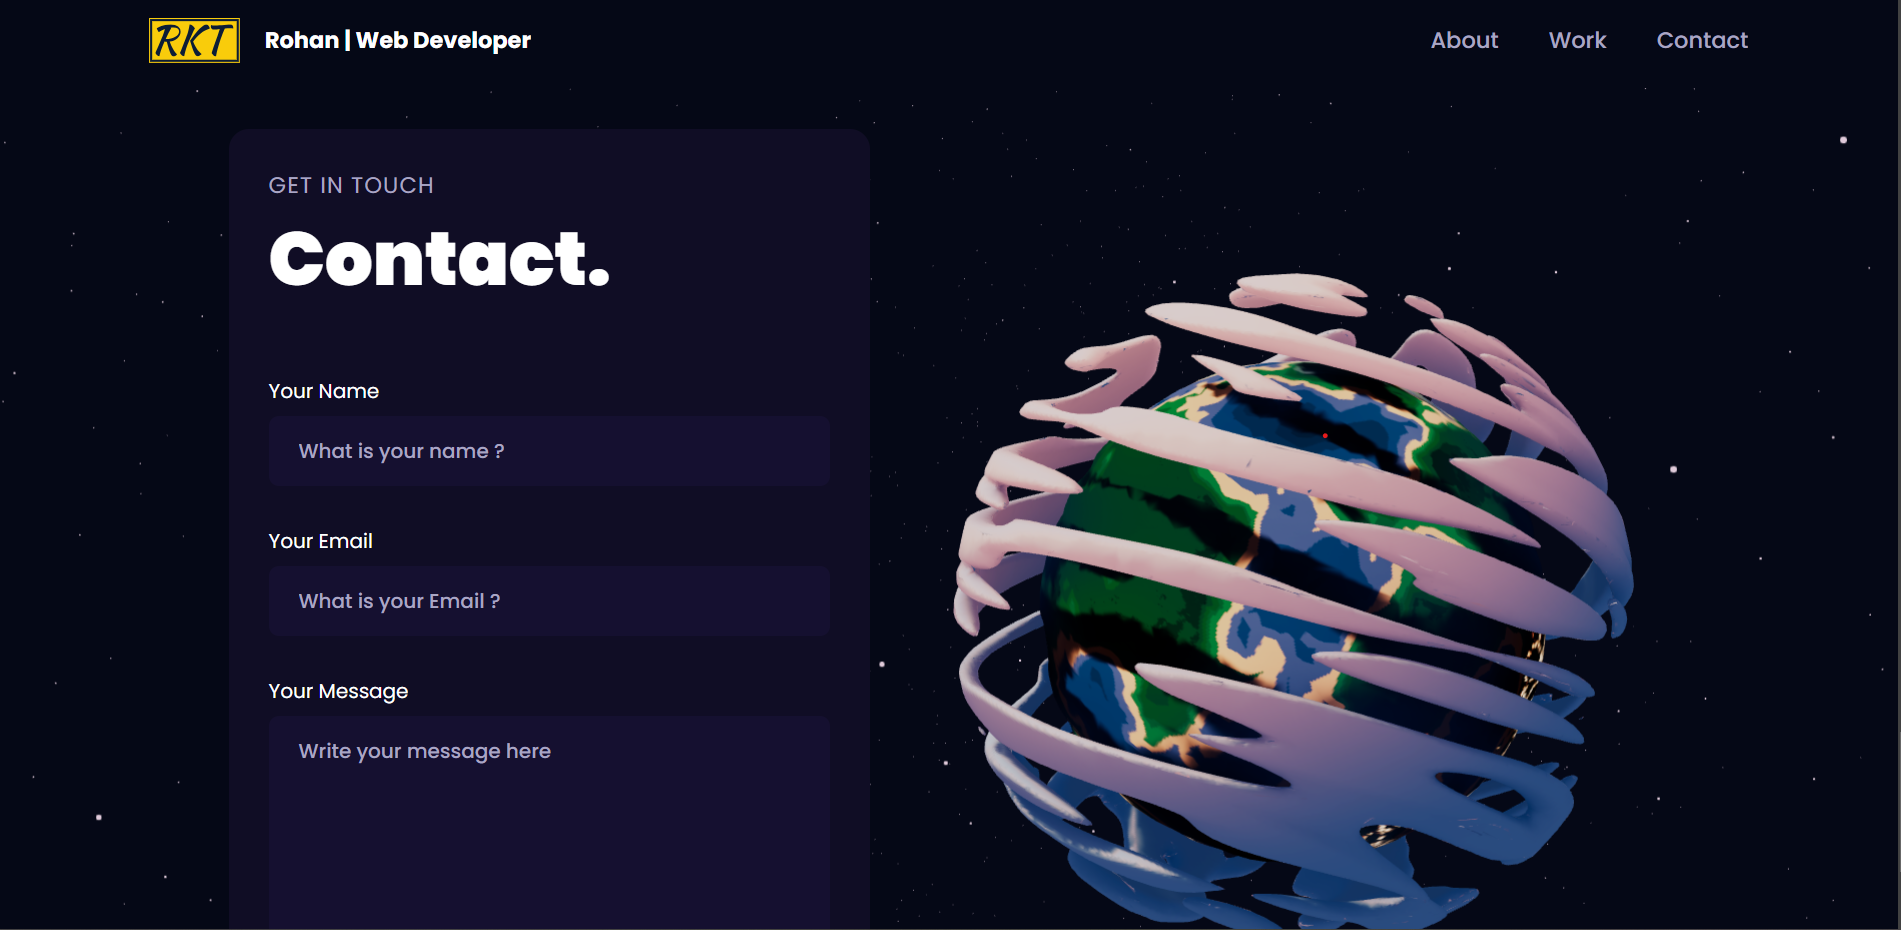 RKT
Rohan | Web Developer
About
Work
Contact
GET IN TOUCH
Contact.
Your Name
What is your name ?
Your Email
What is your Email ?
Your Message
Write your message here